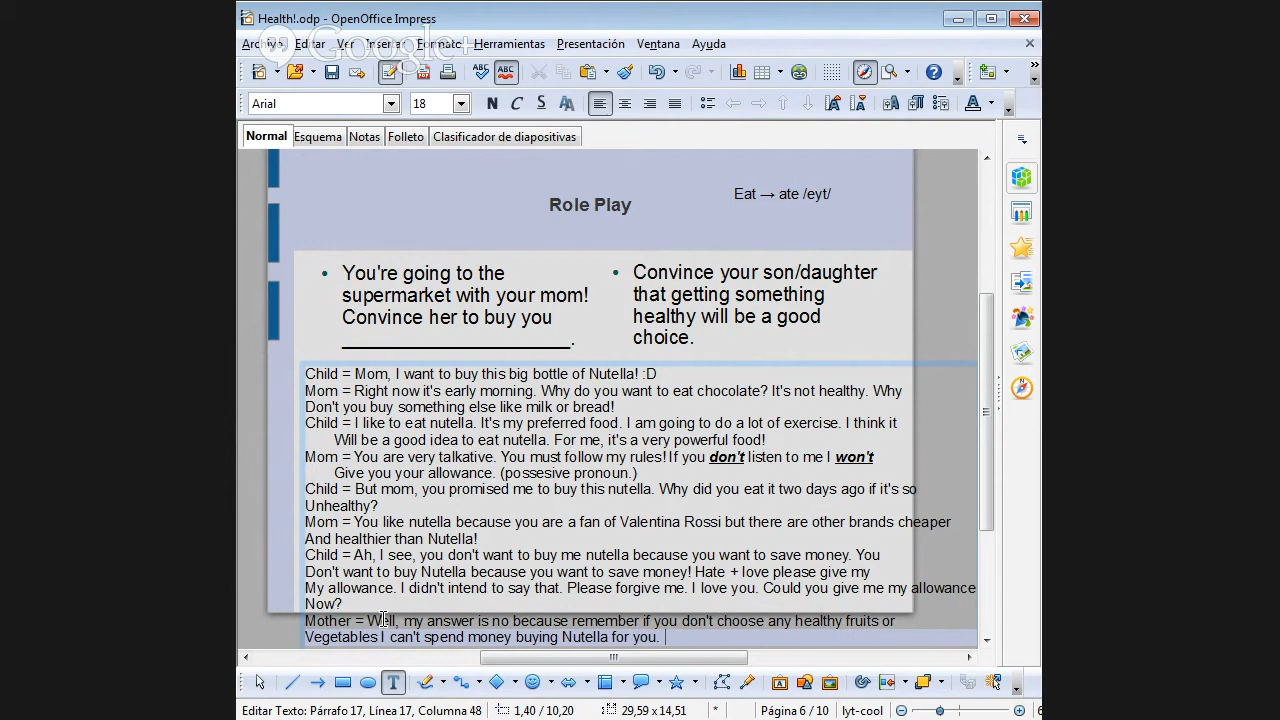 Health!.odp - OpenOffice Impress
Archivo Editar Ver Insertar Formato Herramientas Presentación Ventana Ayuda
Google+
Arial 18 N C S
Normal Esquema Notas Folleto Clasificador de diapositivas
Eat → ate /eyt/
Role Play
• You're going to the
supermarket with your mom!
Convince her to buy you
____________________.
• Convince your son/daughter
that getting something
healthy will be a good
choice.
Child = Mom, I want to buy this big bottle of Nutella! :D
Mom = Right now it's early morning. Why do you want to eat chocolate? It's not healthy. Why
Don't you buy something else like milk or bread!
Child = I like to eat nutella. It's my preferred food. I am going to do a lot of exercise. I think it
Will be a good idea to eat nutella. For me, it's a very powerful food!
Mom = You are very talkative. You must follow my rules! If you don't listen to me I won't
Give you your allowance. (possesive pronoun.)
Child = But mom, you promised me to buy this nutella. Why did you eat it two days ago if it's so
Unhealthy?
Mom = You like nutella because you are a fan of Valentina Rossi but there are other brands cheaper
And healthier than Nutella!
Child = Ah, I see, you don't want to buy me nutella because you want to save money. You
Don't want to buy Nutella because you want to save money! Hate + love please give my
My allowance. I didn't intend to say that. Please forgive me. I love you. Could you give me my allowance
Now?
Mother = Well, my answer is no because remember if you don't choose any healthy fruits or
Vegetables I can't spend money buying Nutella for you.
Editar Texto: Párrafo 17, Línea 17, Columna 48 1,40 / 10,20 29,59 x 14,51 * Página 6 / 10 lyt-cool 6